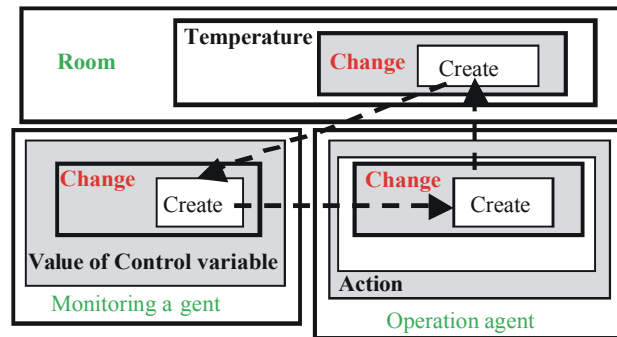 Temperature
Room
Change
Create
Change
Create
Value of Control variable
Monitoring a gent
Change
Create
Action
Operation agent